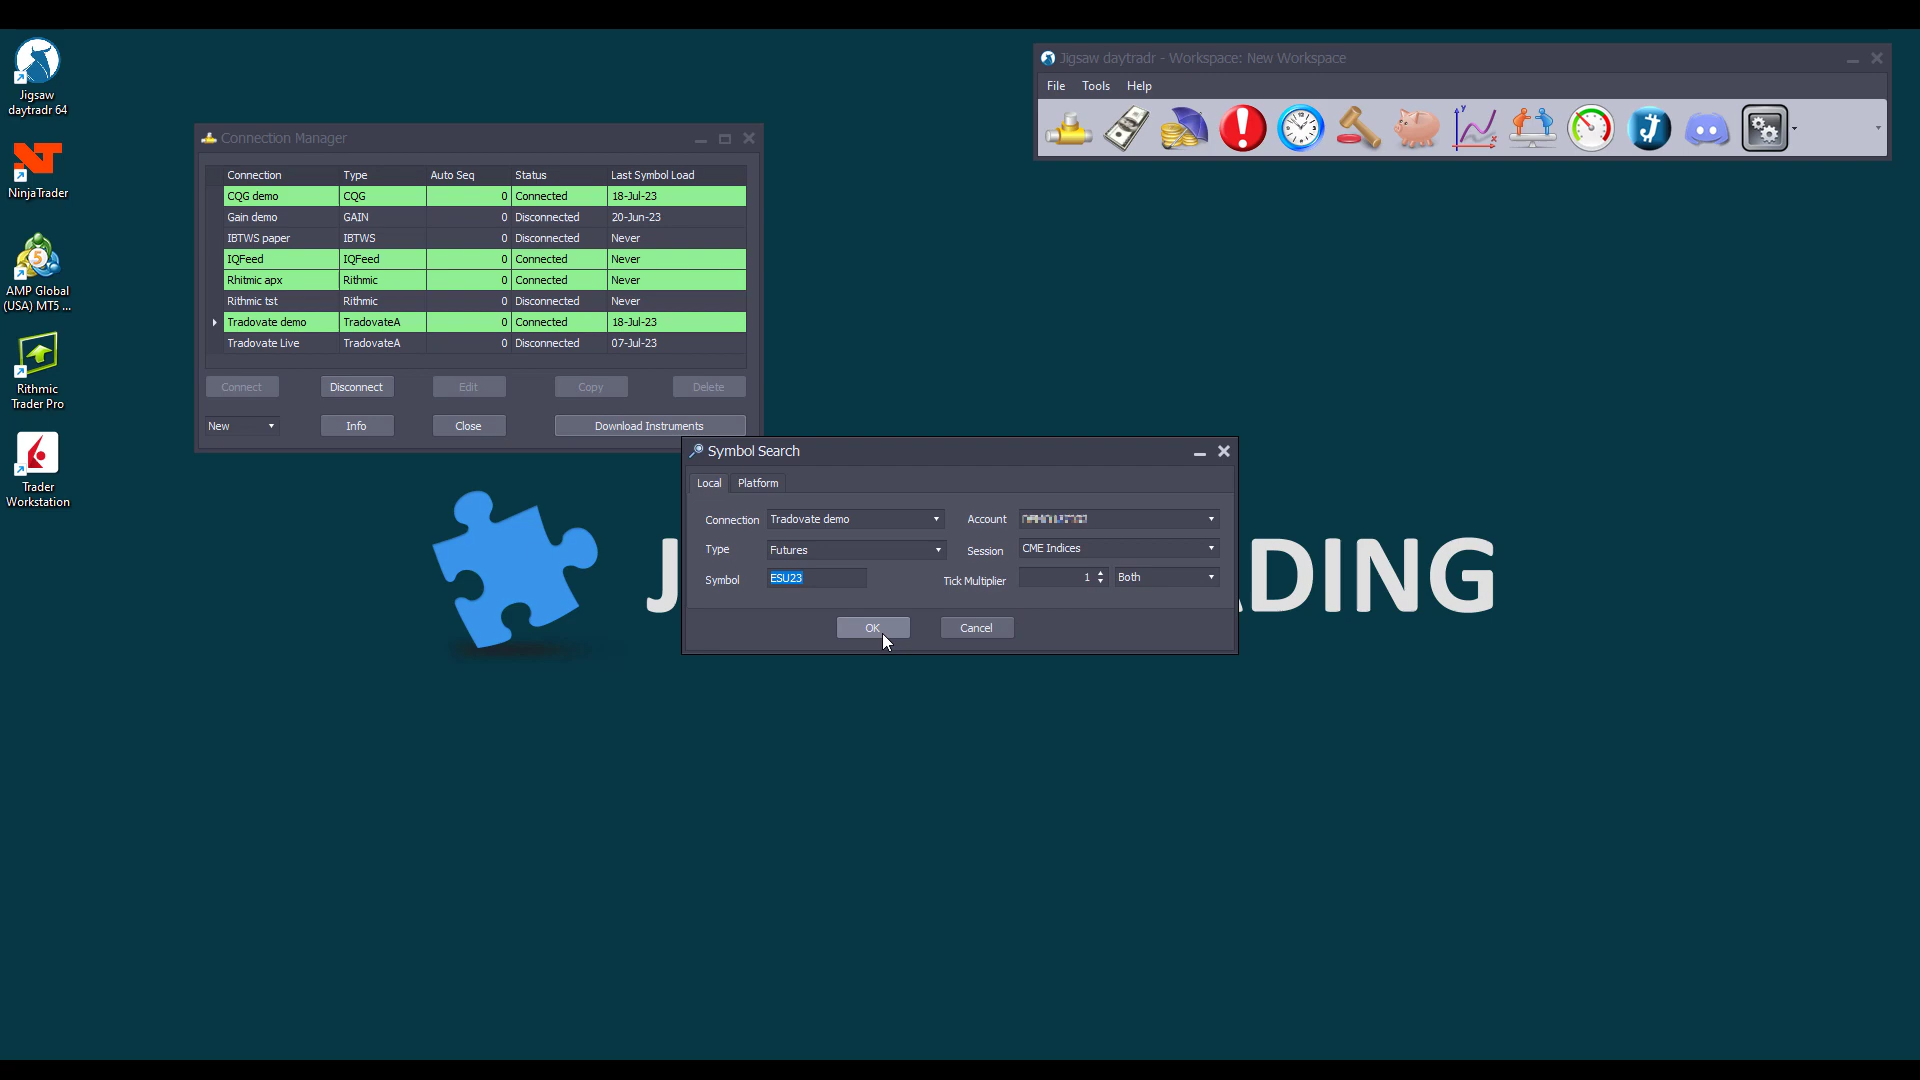 Jigsaw
daytradr 64
NinjaTrader
AMP Global
(USA) MT5 ...
Rithmic
Trader Pro
Trader
Workstation
Connection Manager
Connection Type Auto Seq Status Last Symbol Load
CQG demo CQG 0 Connected 18-Jul-23
Gain demo GAIN 0 Disconnected 20-Jun-23
IBTWS paper IBTWS 0 Disconnected Never
IQFeed IQFeed 0 Connected Never
Rhitmic apx Rithmic 0 Connected Never
Rithmic tst Rithmic 0 Disconnected Never
Tradovate demo TradovateA 0 Connected 18-Jul-23
Tradovate Live TradovateA 0 Disconnected 07-Jul-23
Connect Disconnect Edit Copy Delete
New Info Close Download Instruments
Jigsaw daytradr - Workspace: New Workspace
File Tools Help
Symbol Search
Local Platform
Connection Tradovate demo Account
Type Futures Session CME Indices
Symbol ESU23 Tick Multiplier 1 Both
OK Cancel
J ADING